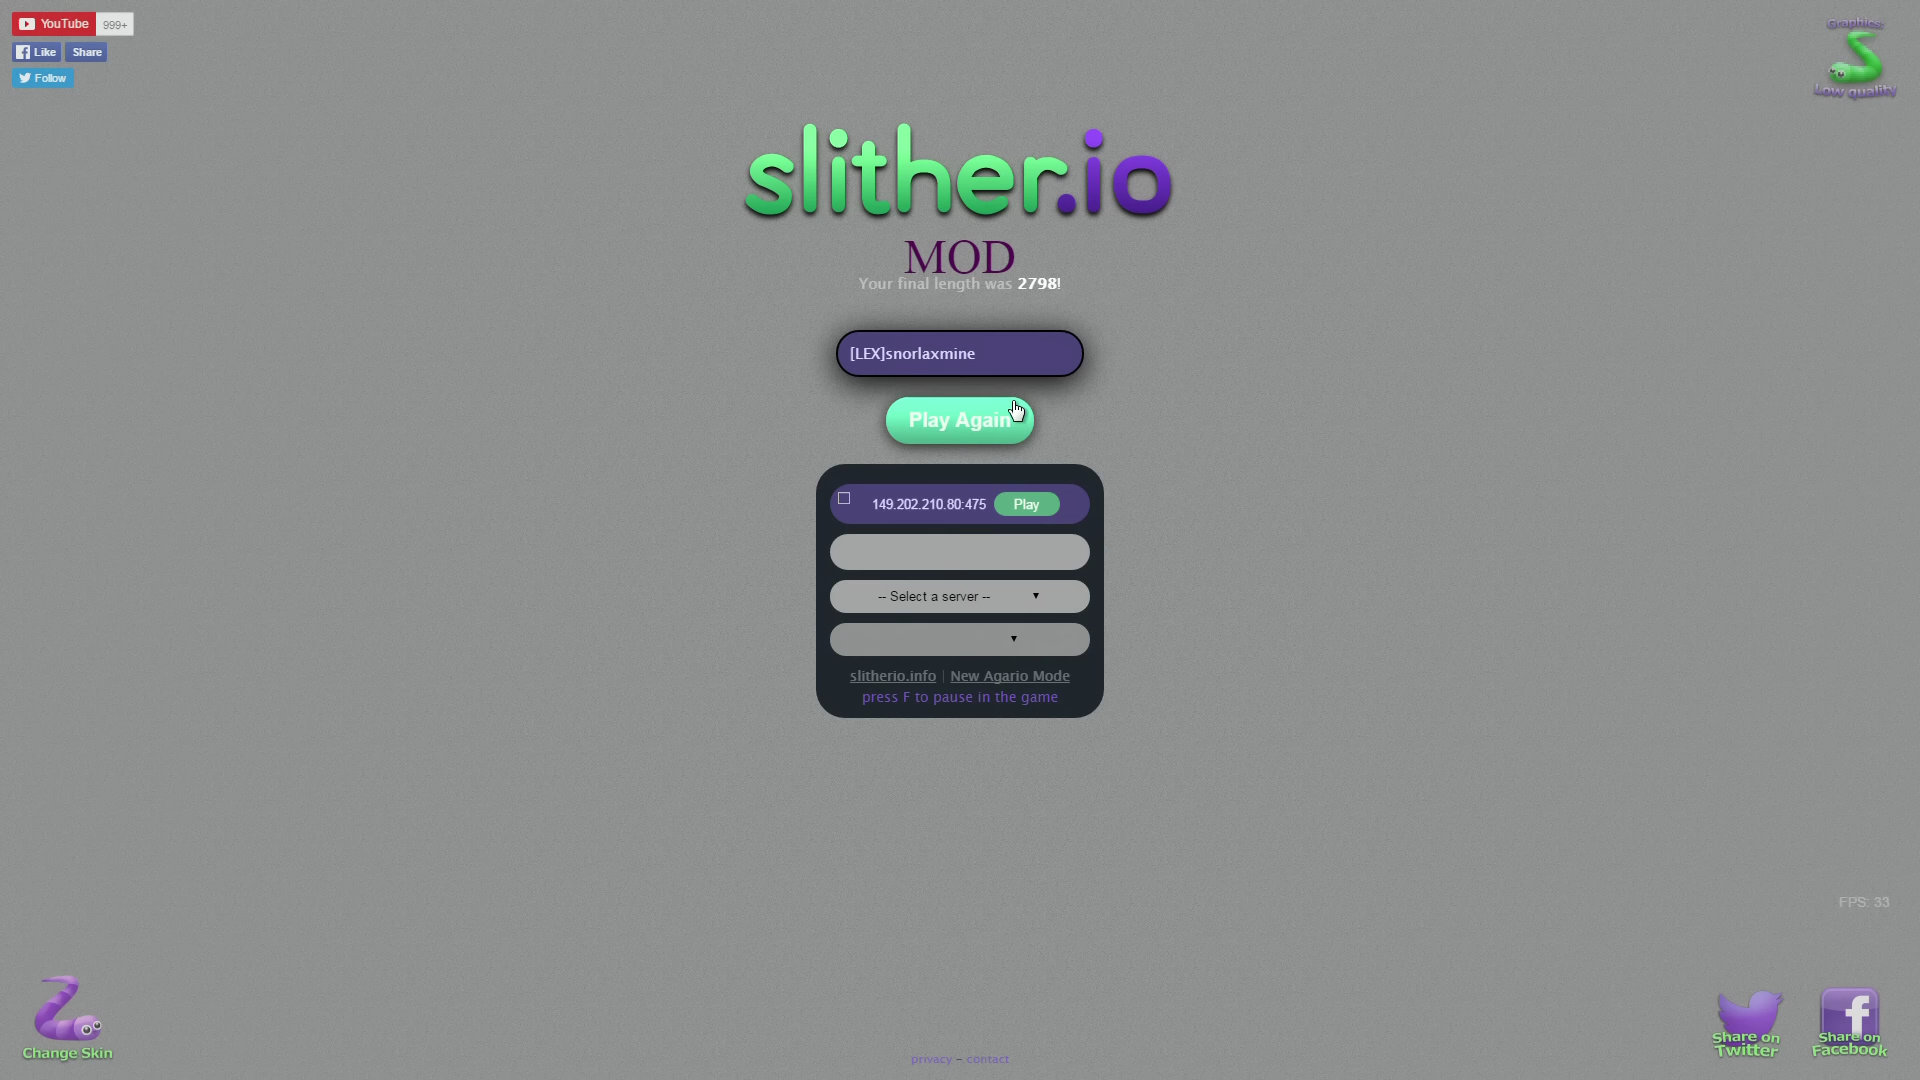 YouTube 999+
Like Share
Follow
Graphics:
Low quality
slither.io
MOD
Your final length was 2798!
[LEX]snorlaxmine
Play Again
149.202.210.80:475 Play
-- Select a server --
slitherio.info | New Agario Mode
press F to pause in the game
FPS: 33
Change Skin
privacy – contact
Share on
Twitter
Share on
Facebook